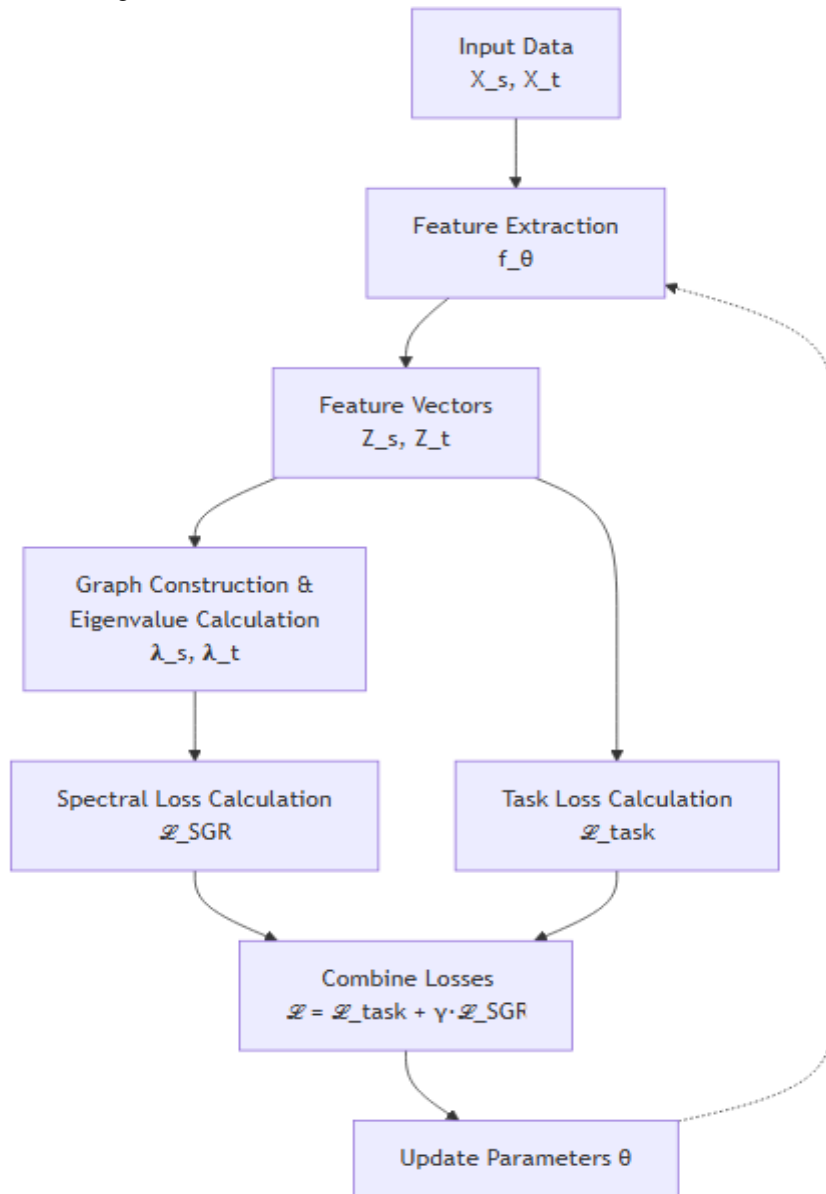 Input Data
X_s, X_t
Feature Extraction
f_θ
Feature Vectors
Z_s, Z_t
Graph Construction &
Eigenvalue Calculation
λ_s, λ_t
Spectral Loss Calculation
ℒ_SGR
Task Loss Calculation
ℒ_task
Combine Losses
ℒ = ℒ_task + γ·ℒ_SGR
Update Parameters θ